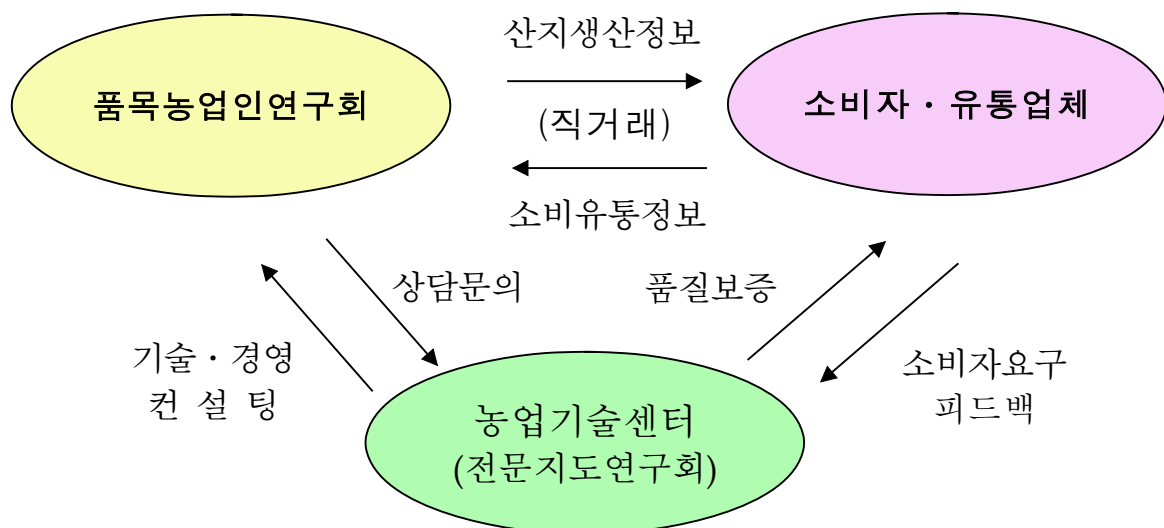 산지생산정보
품목농업인연구회
(직거래)
소비자·유통업체
소비유통정보
상담문의
품질보증
기술·경영
컨 설 팅
소비자요구
피드백
농업기술센터
(전문지도연구회)